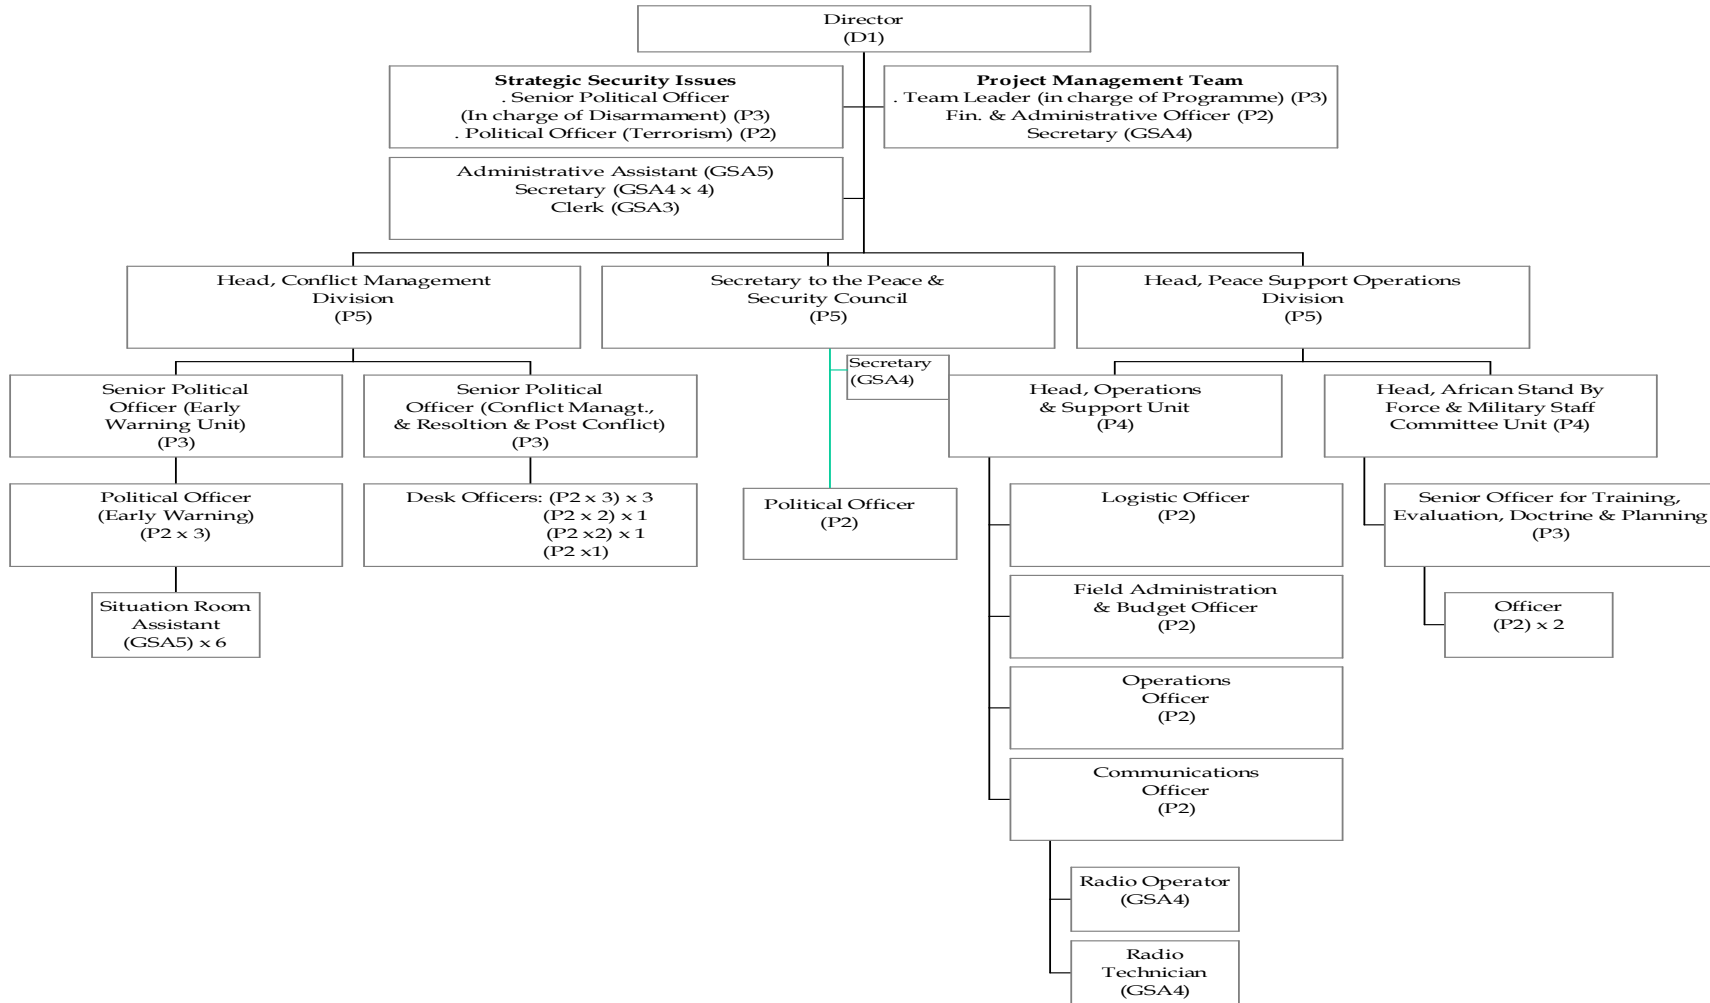 Director
(D1)
Strategic Security Issues
. Senior Political Officer
(In charge of Disarmament) (P3)
. Political Officer (Terrorism) (P2)
Project Management Team
. Team Leader (in charge of Programme) (P3)
Fin. & Administrative Officer (P2)
Secretary (GSA4)
Administrative Assistant (GSA5)
Secretary (GSA4 x 4)
Clerk (GSA3)
Head, Conflict Management
Division
(P5)
Secretary to the Peace &
Security Council
(P5)
Head, Peace Support Operations
Division
(P5)
Secretary
(GSA4)
Senior Political
Officer (Early
Warning Unit)
(P3)
Senior Political
Officer (Conflict Managt.,
& Resoltion & Post Conflict)
(P3)
Head, Operations
& Support Unit
(P4)
Head, African Stand By
Force & Military Staff
Committee Unit (P4)
Political Officer
(Early Warning)
(P2 x 3)
Desk Officers: (P2 x 3) x 3
(P2 x 2) x 1
(P2 x2) x 1
(P2 x1)
Political Officer
(P2)
Logistic Officer
(P2)
Senior Officer for Training,
Evaluation, Doctrine & Planning
(P3)
Situation Room
Assistant
(GSA5) x 6
Field Administration
& Budget Officer
(P2)
Officer
(P2) x 2
Operations
Officer
(P2)
Communications
Officer
(P2)
Radio Operator
(GSA4)
Radio
Technician
(GSA4)